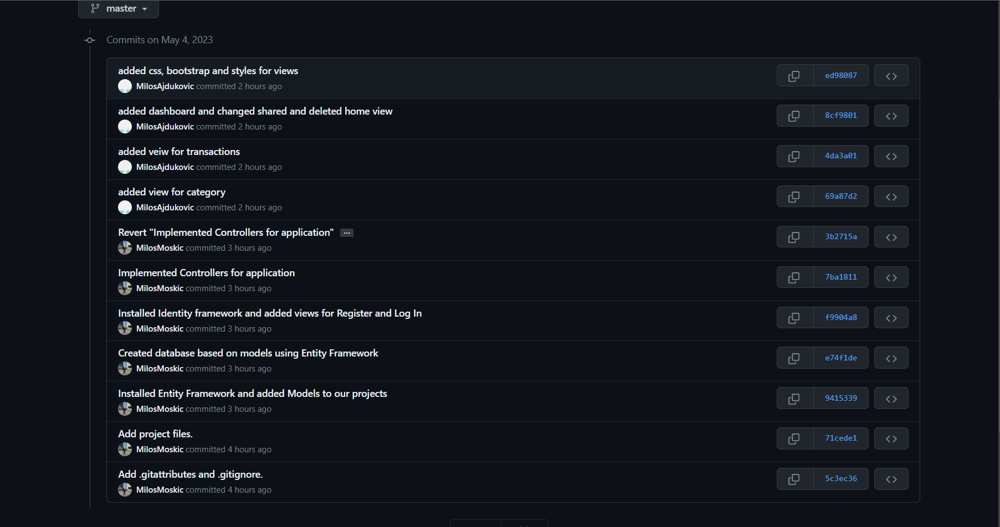 master
Commits on May 4, 2023
added css, bootstrap and styles for views
MilosAjdukovic committed 2 hours ago
ed98087
added dashboard and changed shared and deleted home view
MilosAjdukovic committed 2 hours ago
8cf9801
added veiw for transactions
MilosAjdukovic committed 2 hours ago
4da3a01
added view for category
MilosAjdukovic committed 2 hours ago
69a87d2
Revert "Implemented Controllers for application" ...
MilosMoskic committed 3 hours ago
3b2715a
Implemented Controllers for application
MilosMoskic committed 3 hours ago
7ba1811
Installed Identity framework and added views for Register and Log In
MilosMoskic committed 3 hours ago
f9904a8
Created database based on models using Entity Framework
MilosMoskic committed 3 hours ago
e74f1de
Installed Entity Framework and added Models to our projects
MilosMoskic committed 3 hours ago
9415339
Add project files.
MilosMoskic committed 4 hours ago
71cede1
Add .gitattributes and .gitignore.
MilosMoskic committed 4 hours ago
5c3ec36